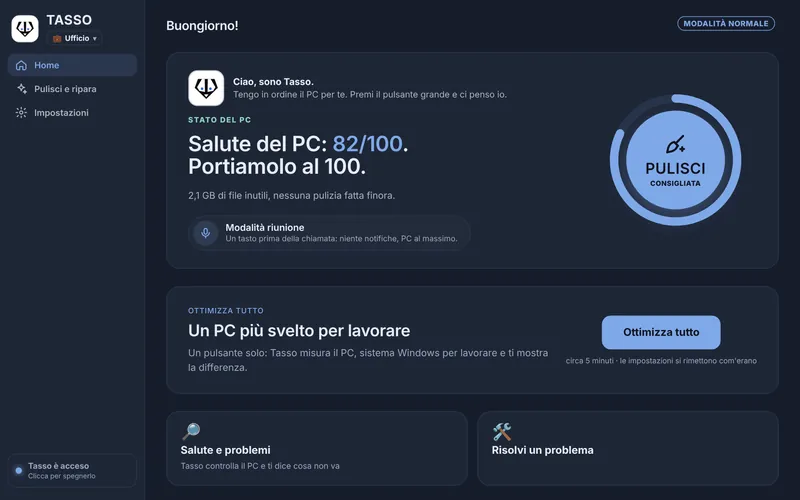 TASSO
Ufficio
Home
Pulisci e ripara
Impostazioni
Tasso è acceso
Clicca per spegnerlo
Buongiorno!
MODALITÀ NORMALE
Ciao, sono Tasso.
Tengo in ordine il PC per te. Premi il pulsante grande e ci penso io.
STATO DEL PC
Salute del PC: 82/100.
Portiamolo al 100.
2,1 GB di file inutili, nessuna pulizia fatta finora.
Modalità riunione
Un tasto prima della chiamata: niente notifiche, PC al massimo.
PULISCI
CONSIGLIATA
OTTIMIZZA TUTTO
Un PC più svelto per lavorare
Un pulsante solo: Tasso misura il PC, sistema Windows per lavorare e ti mostra
la differenza.
Ottimizza tutto
circa 5 minuti · le impostazioni si rimettono com'erano
Salute e problemi
Tasso controlla il PC e ti dice cosa non va
Risolvi un problema